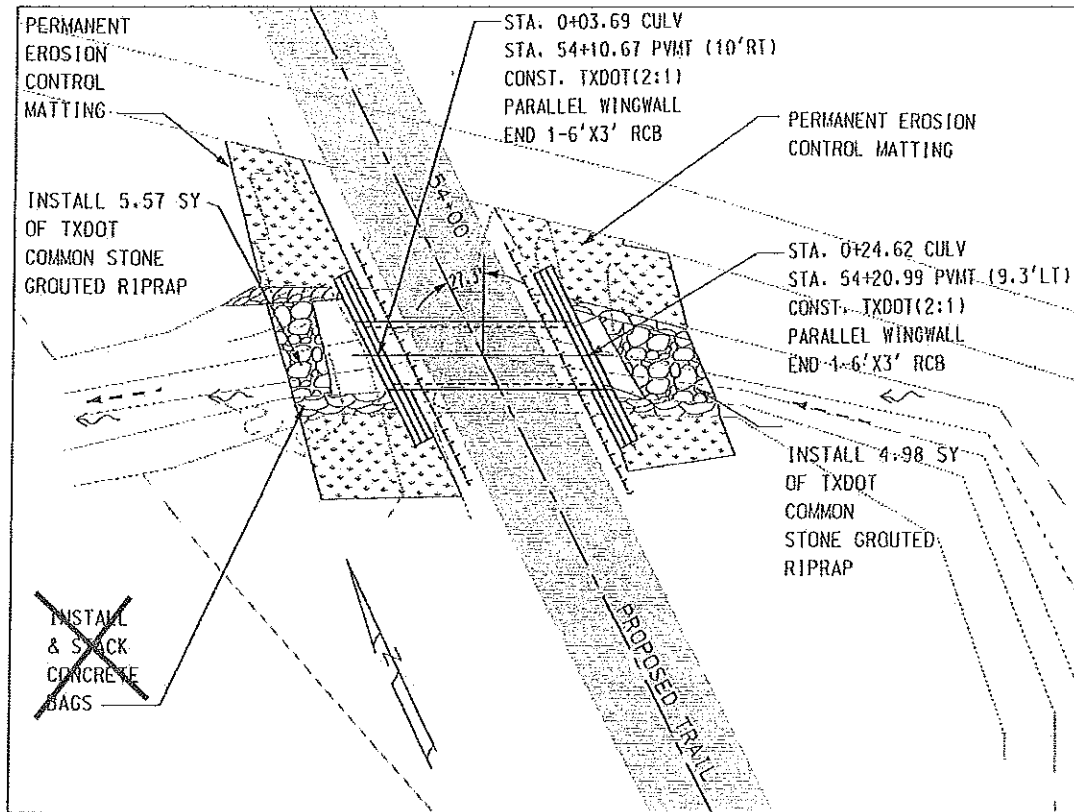 PERMANENT
EROSION
CONTROL
MATTING
STA. 0+03.69 CULV
STA. 54+10.67 PVMT (10'RT)
CONST. TXDOT(2:1)
PARALLEL WINGWALL
END 1-6'X3' RCB
PERMANENT EROSION
CONTROL MATTING
INSTALL 5.57 SY
OF TXDOT
COMMON STONE
GROUTED RIPRAP
54+00
STA. 0+24.62 CULV
STA. 54+20.99 PVMT (9.3'LT)
CONST. TXDOT(2:1)
PARALLEL WINGWALL
END 1-6'X3' RCB
INSTALL 4.98 SY
OF TXDOT
COMMON
STONE GROUTED
RIPRAP
INSTALL
& STACK
CONCRETE
BAGS
N
PROPOSED TRAIL